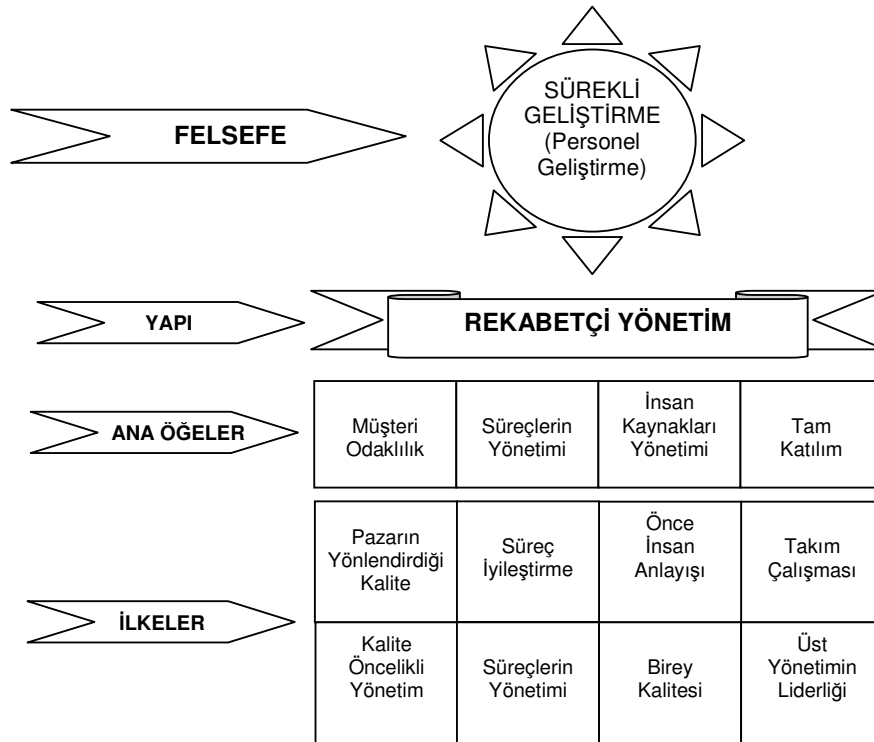 SÜREKLİ
GELİŞTİRME
(Personel
Geliştirme)
FELSEFE
YAPI
REKABETÇİ YÖNETİM
ANA ÖĞELER
Müşteri
Odaklılık
Süreçlerin
Yönetimi
İnsan
Kaynakları
Yönetimi
Tam
Katılım
İLKELER
Pazarın
Yönlendirdiği
Kalite
Süreç
İyileştirme
Önce
İnsan
Anlayışı
Takım
Çalışması
Kalite
Öncelikli
Yönetim
Süreçlerin
Yönetimi
Birey
Kalitesi
Üst
Yönetimin
Liderliği